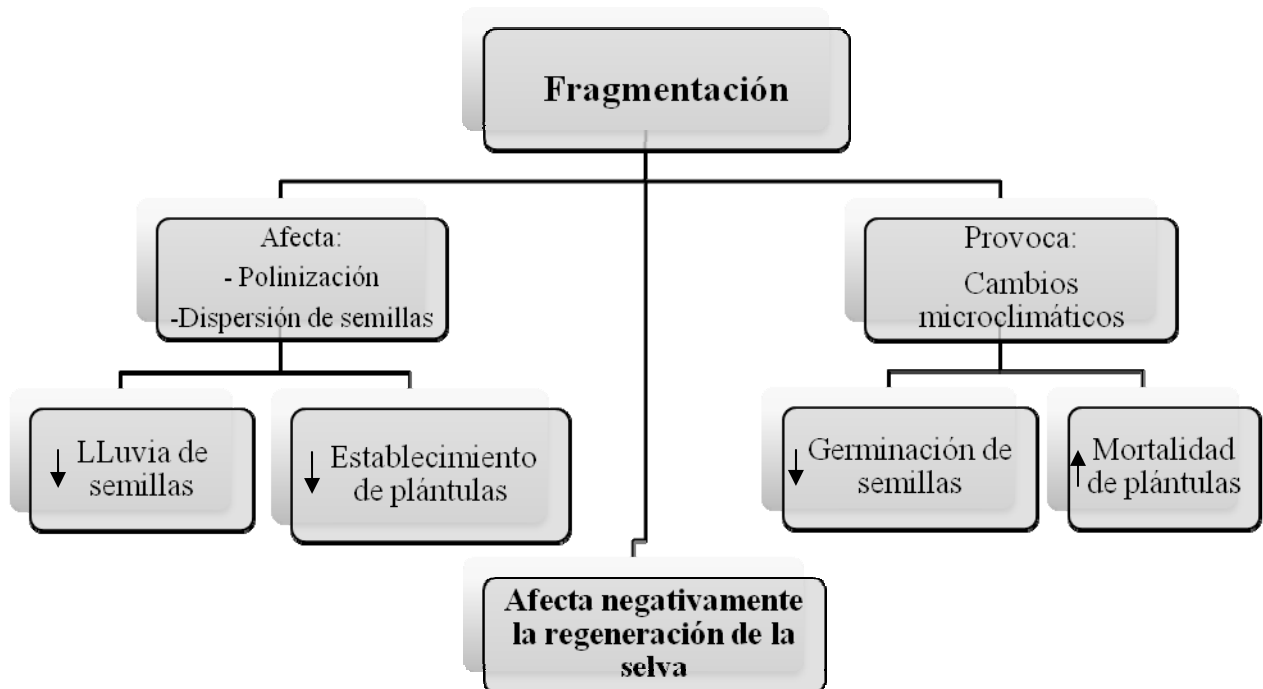 Fragmentación
Afecta:
- Polinización
-Dispersión de semillas
Provoca:
Cambios
microclimáticos
↓ LLuvia de
semillas
↓ Establecimiento
de plántulas
↓ Germinación de
semillas
↑ Mortalidad
de plántulas
Afecta negativamente
la regeneración de la
selva